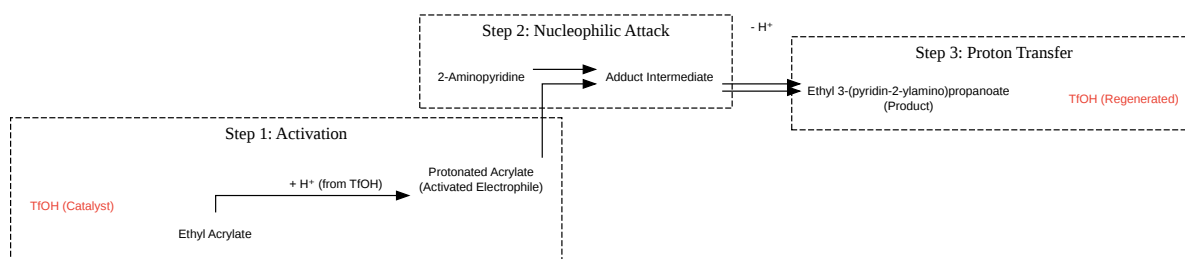 Step 2: Nucleophilic Attack
2-Aminopyridine
Adduct Intermediate
- H⁺
Step 3: Proton Transfer
Ethyl 3-(pyridin-2-ylamino)propanoate
(Product)
TfOH (Regenerated)
Step 1: Activation
TfOH (Catalyst)
Ethyl Acrylate
+ H⁺ (from TfOH)
Protonated Acrylate
(Activated Electrophile)